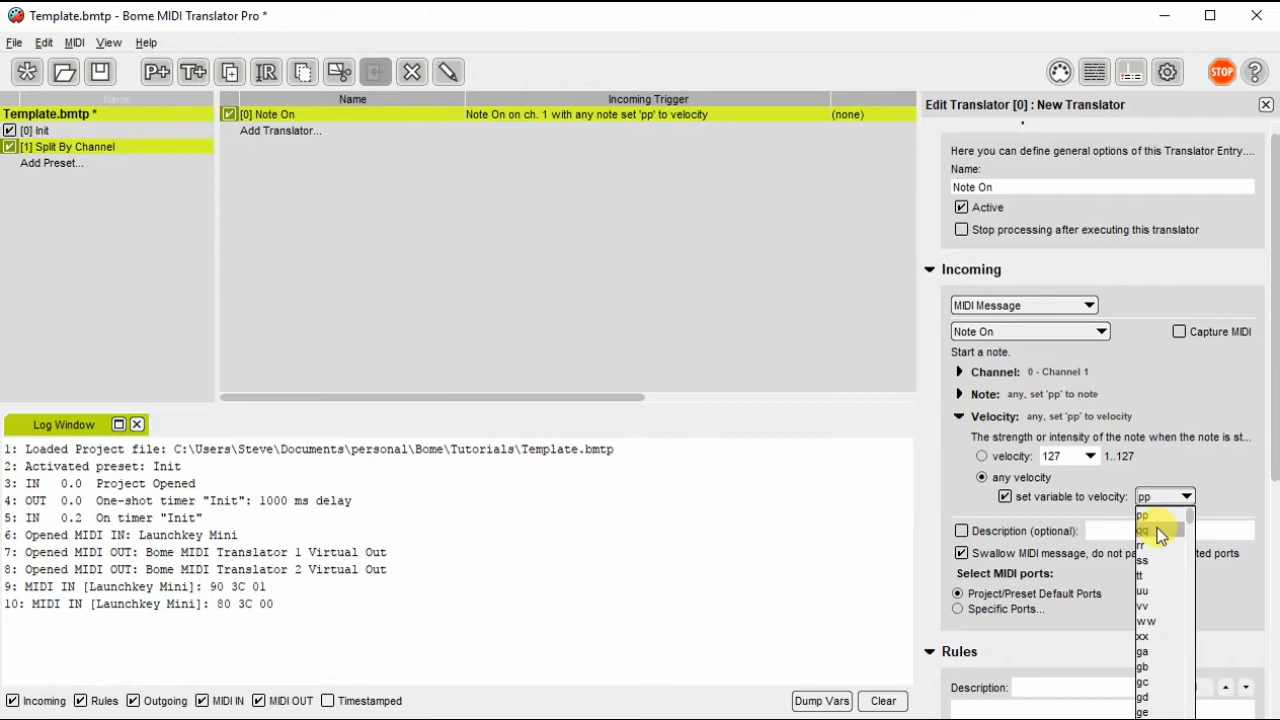 Template.bmtp - Bome MIDI Translator Pro *
File Edit MIDI View Help
P+ T+ IR STOP ?
Name
Template.bmtp *
[0] Init
[1] Split By Channel
Add Preset...
Name Incoming Trigger
[0] Note On Note On on ch. 1 with any note set 'pp' to velocity (none)
Add Translator...
Edit Translator [0] : New Translator
Here you can define general options of this Translator Entry....
Name:
Note On
Active
Stop processing after executing this translator
Incoming
MIDI Message
Note On Capture MIDI
Start a note.
Channel: 0 - Channel 1
Note: any, set 'pp' to note
Velocity: any, set 'pp' to velocity
The strength or intensity of the note when the note is st...
velocity: 127 1..127
any velocity
set variable to velocity: pp
pp
qq
rr
ss
tt
uu
vv
ww
xx
ga
gb
gc
gd
ge
Description (optional):
Swallow MIDI message, do not pa ted ports
Select MIDI ports:
Project/Preset Default Ports
Specific Ports...
Rules
Description:
Log Window
1: Loaded Project file: C:\Users\Steve\Documents\personal\Bome\Tutorials\Template.bmtp
2: Activated preset: Init
3: IN 0.0 Project Opened
4: OUT 0.0 One-shot timer "Init": 1000 ms delay
5: IN 0.2 On timer "Init"
6: Opened MIDI IN: Launchkey Mini
7: Opened MIDI OUT: Bome MIDI Translator 1 Virtual Out
8: Opened MIDI OUT: Bome MIDI Translator 2 Virtual Out
9: MIDI IN [Launchkey Mini]: 90 3C 01
10: MIDI IN [Launchkey Mini]: 80 3C 00
Incoming Rules Outgoing MIDI IN MIDI OUT Timestamped Dump Vars Clear